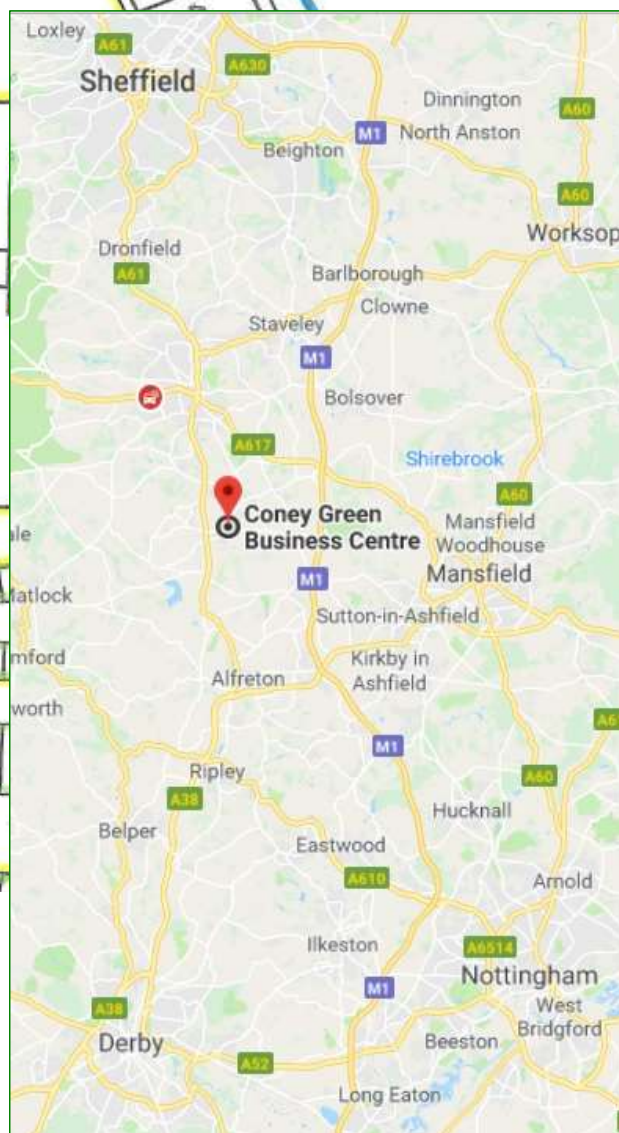 Loxley
A61
Sheffield
A630
Dinnington
A60
M1
North Anston
Beighton
A60
Worksop
Dronfield
A61
Barlborough
Clowne
Staveley
M1
Bolsover
A617
Shirebrook
A60
Coney Green
Business Centre
Mansfield
Woodhouse
ale
M1
Mansfield
Matlock
Sutton-in-Ashfield
mford
Kirkby in
Ashfield
Alfreton
worth
M1
Ripley
A60
A38
Hucknall
Belper
Eastwood
A610
Arnold
Ilkeston
A6514
Nottingham
M1
A38
West
Bridgford
Derby
Beeston
A52
Long Eaton